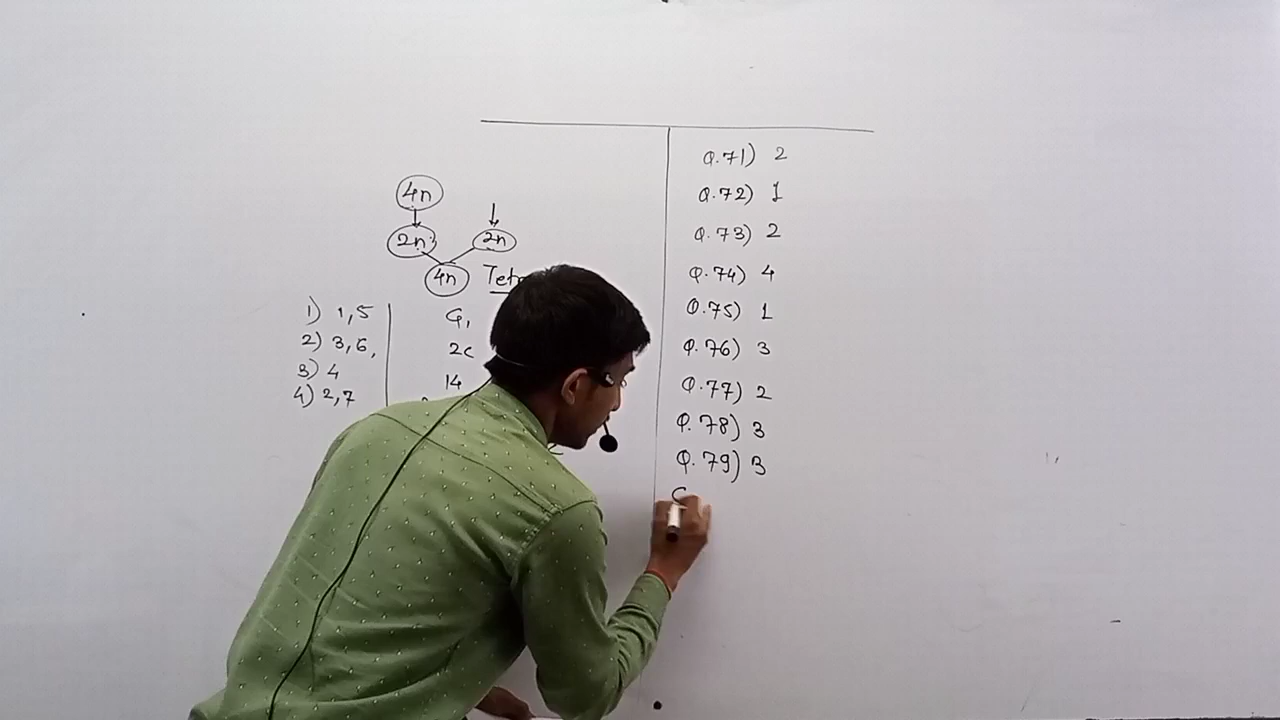 4n
2n 2n
4n
1) 1,5
2) 3,6,
3) 4
4) 2,7
G1
2c
14
Q.71) 2
Q.72) 1
Q.73) 2
Q.74) 4
Q.75) 1
Q.76) 3
Q.77) 2
Q.78) 3
Q.79) 3